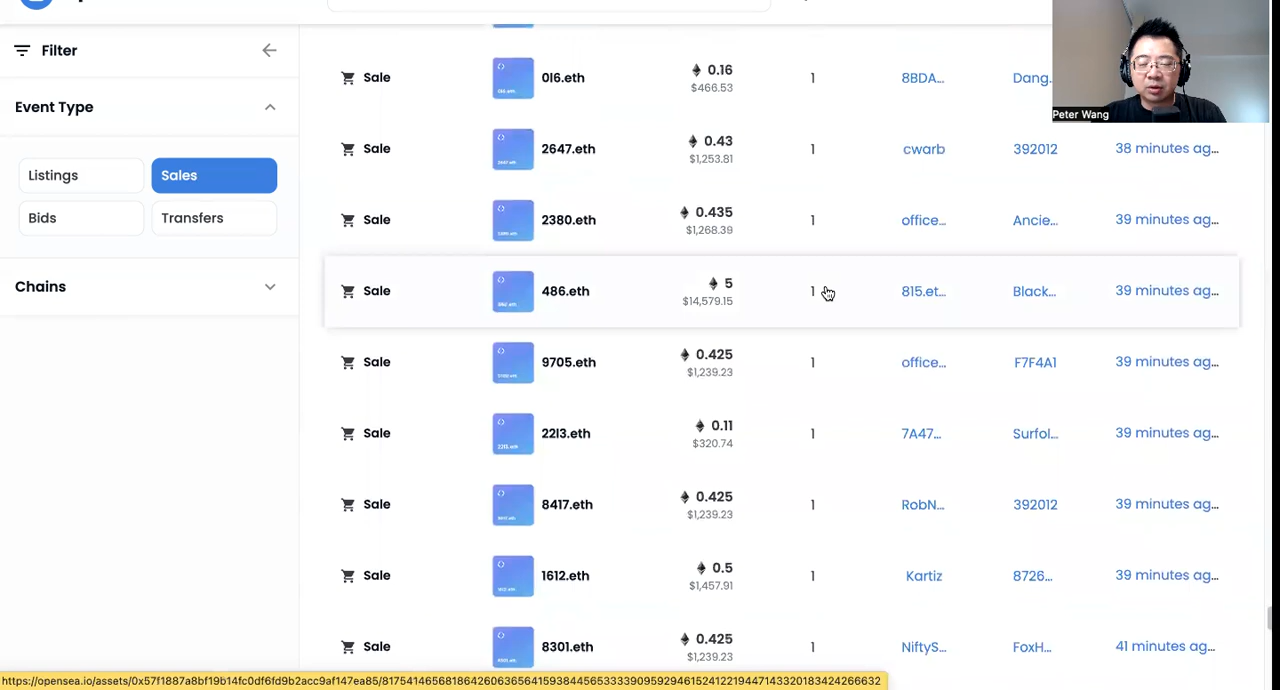 Filter
Event Type
Listings
Sales
Bids
Transfers
Chains
Sale 0l6.eth 0.16 1 8BDA... Dang.
$466.53
Peter Wang
Sale 2647.eth 0.43 1 cwarb 392012 38 minutes ag...
$1,253.81
Sale 2380.eth 0.435 1 office... Ancie... 39 minutes ag...
$1,268.39
Sale 486.eth 5 1 815.et... Black... 39 minutes ag...
$14,579.15
Sale 9705.eth 0.425 1 office... F7F4A1 39 minutes ag...
$1,239.23
Sale 22l3.eth 0.11 1 7A47... Surfol... 39 minutes ag...
$320.74
Sale 8417.eth 0.425 1 RobN... 392012 39 minutes ag...
$1,239.23
Sale 1612.eth 0.5 1 Kartiz 8726... 39 minutes ag...
$1,457.91
Sale 8301.eth 0.425 1 NiftyS... FoxH... 41 minutes ag...
$1,239.23
https://opensea.io/assets/0x57f1887a8bf19b14fc0df6fd9b2acc9af147ea85/81754146568186426063656415938445653333909592946152412219447143320183424266632